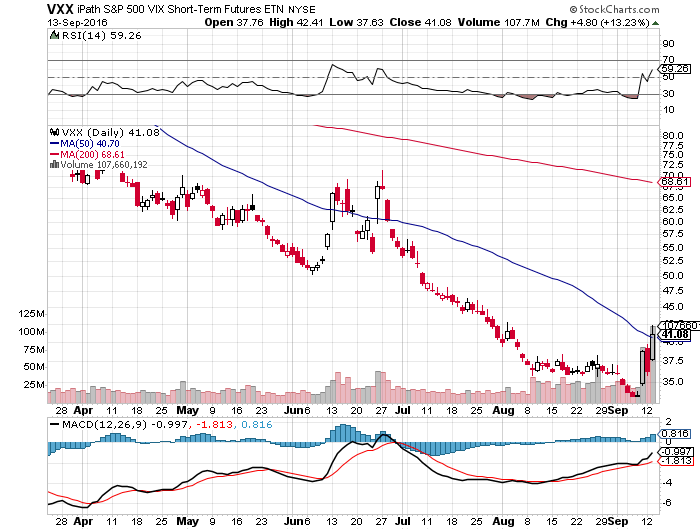 VXX iPath S&P 500 VIX Short-Term Futures ETN NYSE © StockCharts.com
13-Sep-2016 Open 37.76 High 42.41 Low 37.63 Close 41.08 Volume 107.7M Chg +4.80 (+13.23%)
RSI(14) 59.26
90
70
59.26
50
30
10
VXX (Daily) 41.08
MA(50) 40.70
MA(200) 68.61
Volume 107,660,192
80.0
77.5
75.0
72.5
70.0
68.61
65.0
62.5
60.0
57.5
55.0
52.5
50.0
47.5
45.0
41.08
37.5
35.0
125M
100M
75M
50M
25M
28 Apr 11 18 25 May 9 16 23 Jun 6 13 20 27 Jul 11 18 25 Aug 8 15 22 29 Sep 12
MACD(12,26,9) -0.997, -1.813, 0.816
2
0.816
-0.997
-1.813
-4
-6
28 Apr 11 18 25 May 9 16 23 Jun 6 13 20 27 Jul 11 18 25 Aug 8 15 22 29 Sep 12